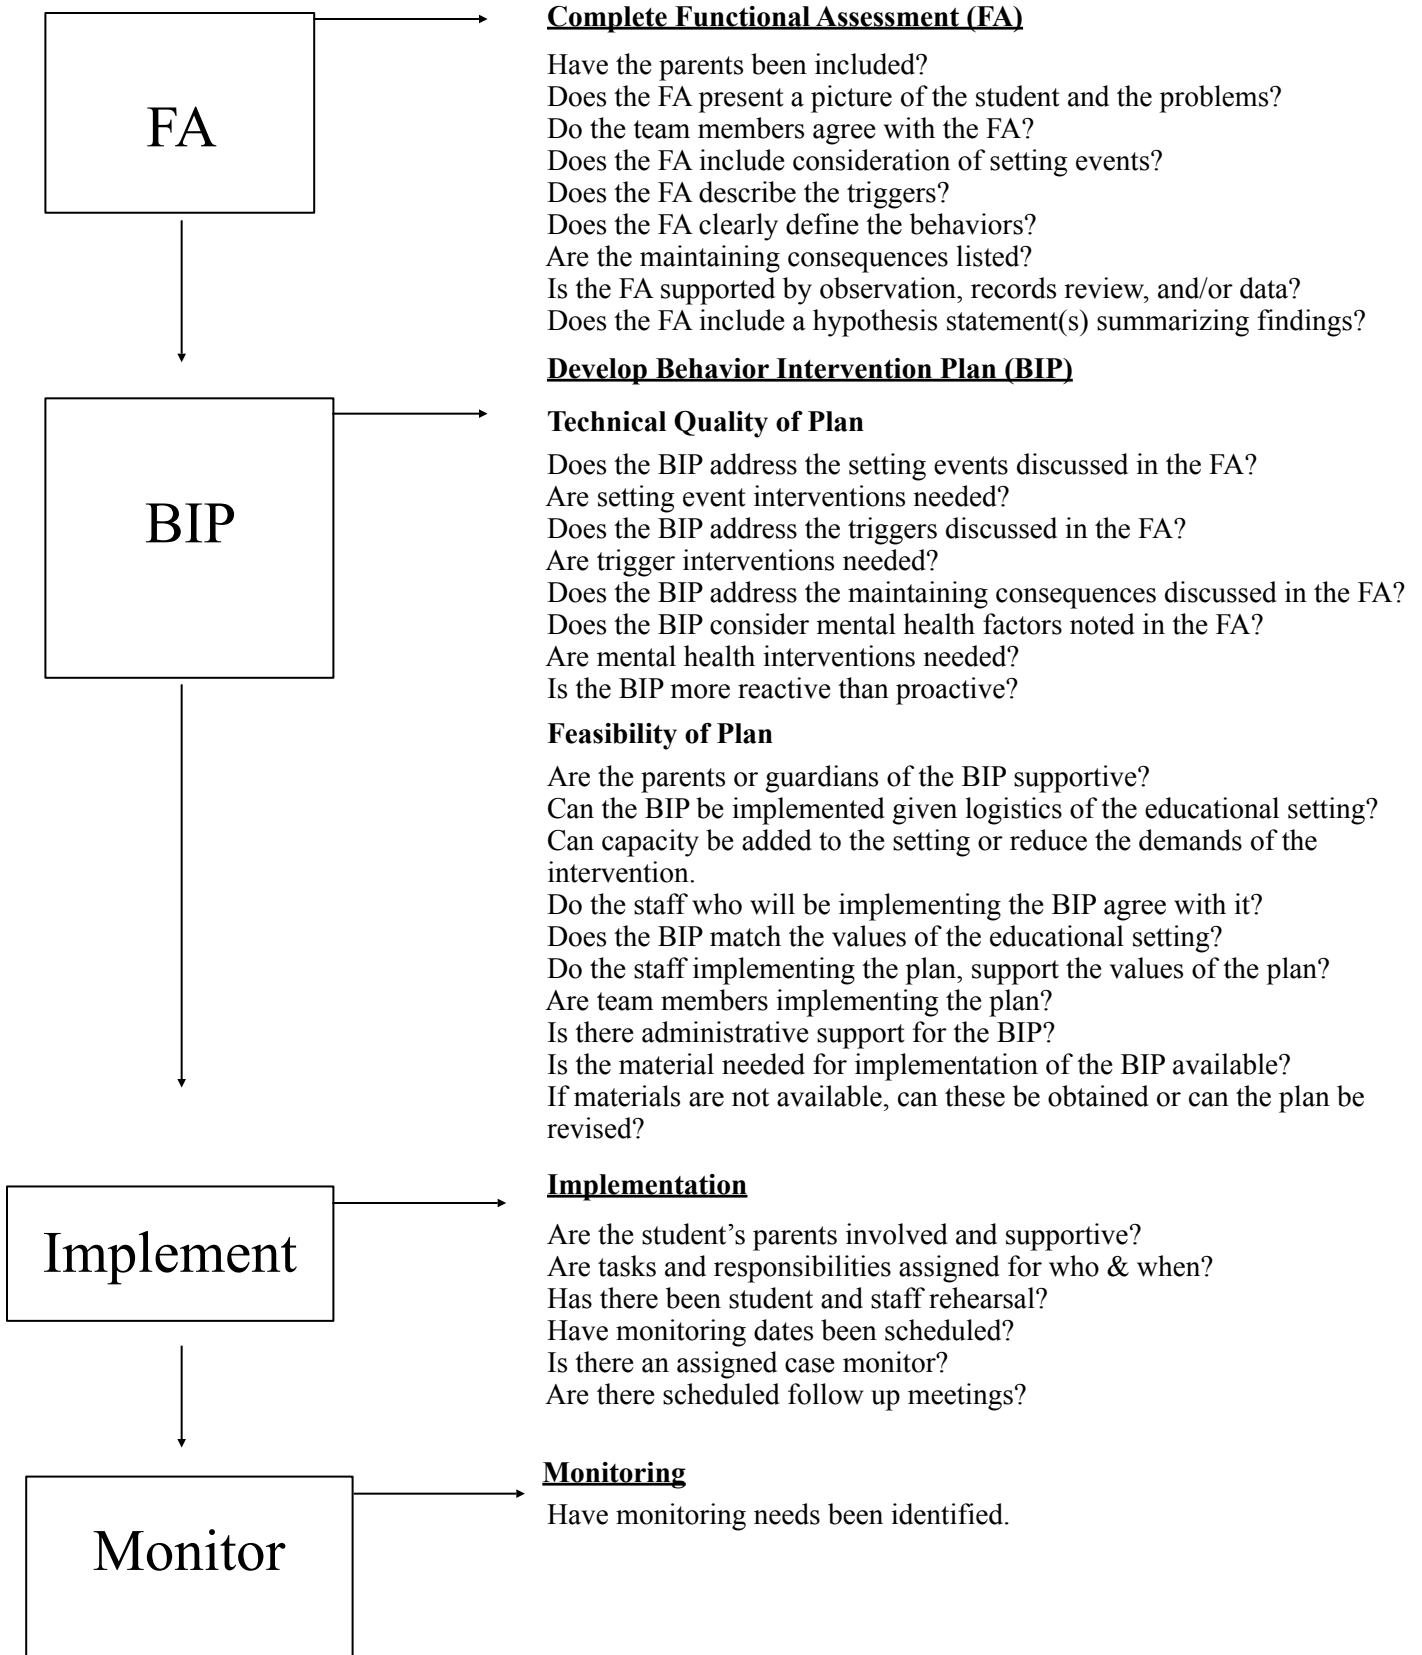 FA
Complete Functional Assessment (FA)
Have the parents been included?
Does the FA present a picture of the student and the problems?
Do the team members agree with the FA?
Does the FA include consideration of setting events?
Does the FA describe the triggers?
Does the FA clearly define the behaviors?
Are the maintaining consequences listed?
Is the FA supported by observation, records review, and/or data?
Does the FA include a hypothesis statement(s) summarizing findings?
BIP
Develop Behavior Intervention Plan (BIP)
Technical Quality of Plan
Does the BIP address the setting events discussed in the FA?
Are setting event interventions needed?
Does the BIP address the triggers discussed in the FA?
Are trigger interventions needed?
Does the BIP address the maintaining consequences discussed in the FA?
Does the BIP consider mental health factors noted in the FA?
Are mental health interventions needed?
Is the BIP more reactive than proactive?
Feasibility of Plan
Are the parents or guardians of the BIP supportive?
Can the BIP be implemented given logistics of the educational setting?
Can capacity be added to the setting or reduce the demands of the
intervention.
Do the staff who will be implementing the BIP agree with it?
Does the BIP match the values of the educational setting?
Do the staff implementing the plan, support the values of the plan?
Are team members implementing the plan?
Is there administrative support for the BIP?
Is the material needed for implementation of the BIP available?
If materials are not available, can these be obtained or can the plan be
revised?
Implement
Implementation
Are the student’s parents involved and supportive?
Are tasks and responsibilities assigned for who & when?
Has there been student and staff rehearsal?
Have monitoring dates been scheduled?
Is there an assigned case monitor?
Are there scheduled follow up meetings?
Monitor
Monitoring
Have monitoring needs been identified.